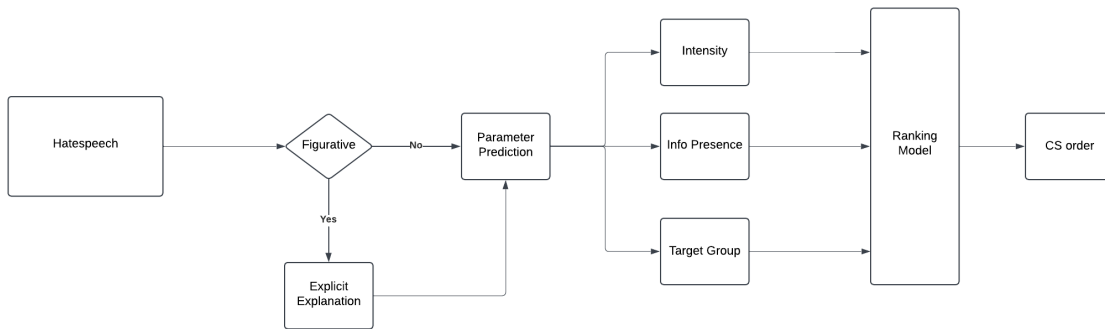 Hatespeech
Figurative
No
Yes
Explicit
Explanation
Parameter
Prediction
Intensity
Info Presence
Target Group
Ranking
Model
CS order